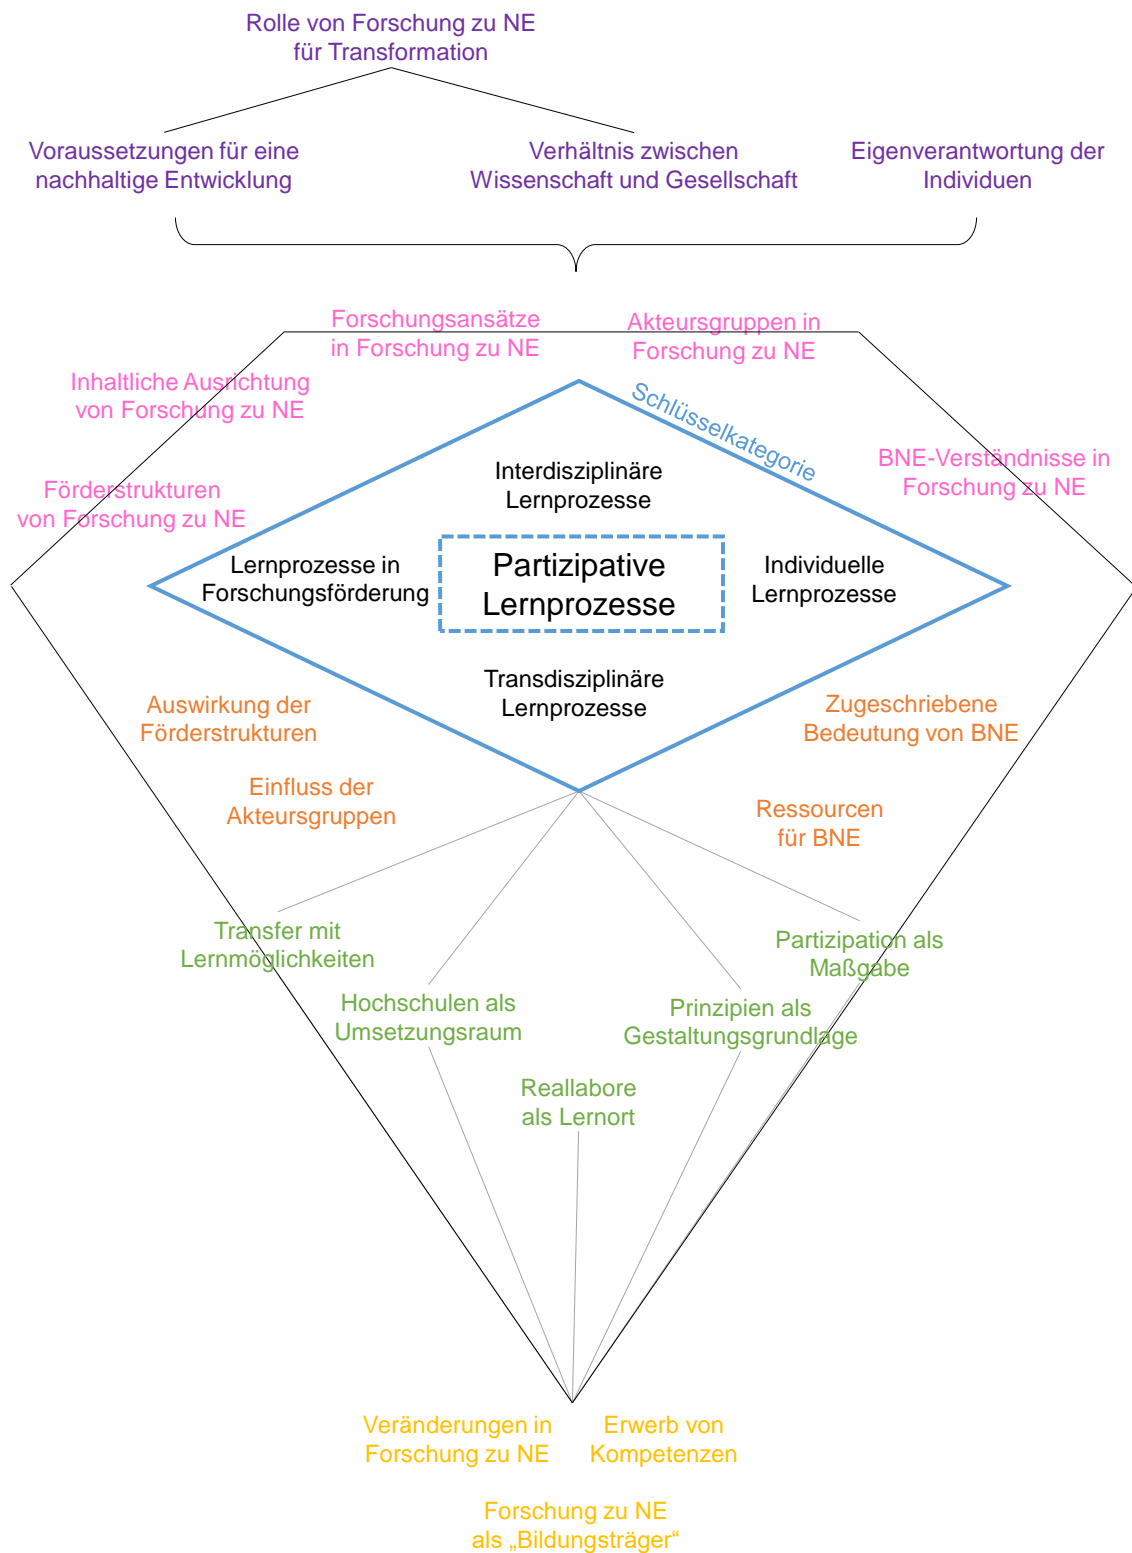 Rolle von Forschung zu NE
für Transformation
Voraussetzungen für eine
nachhaltige Entwicklung
Verhältnis zwischen
Wissenschaft und Gesellschaft
Eigenverantwortung der
Individuen
Forschungsansätze
in Forschung zu NE
Akteursgruppen in
Forschung zu NE
Inhaltliche Ausrichtung
von Forschung zu NE
Schlüsselkategorie
BNE-Verständnisse in
Forschung zu NE
Förderstrukturen
von Forschung zu NE
Interdisziplinäre
Lernprozesse
Lernprozesse in
Forschungsförderung
Partizipative
Lernprozesse
Individuelle
Lernprozesse
Transdisziplinäre
Lernprozesse
Auswirkung der
Förderstrukturen
Zugeschriebene
Bedeutung von BNE
Einfluss der
Akteursgruppen
Ressourcen
für BNE
Transfer mit
Lernmöglichkeiten
Partizipation als
Maßgabe
Hochschulen als
Umsetzungsraum
Prinzipien als
Gestaltungsgrundlage
Reallabore
als Lernort
Veränderungen in
Forschung zu NE
Erwerb von
Kompetenzen
Forschung zu NE
als „Bildungsträger“